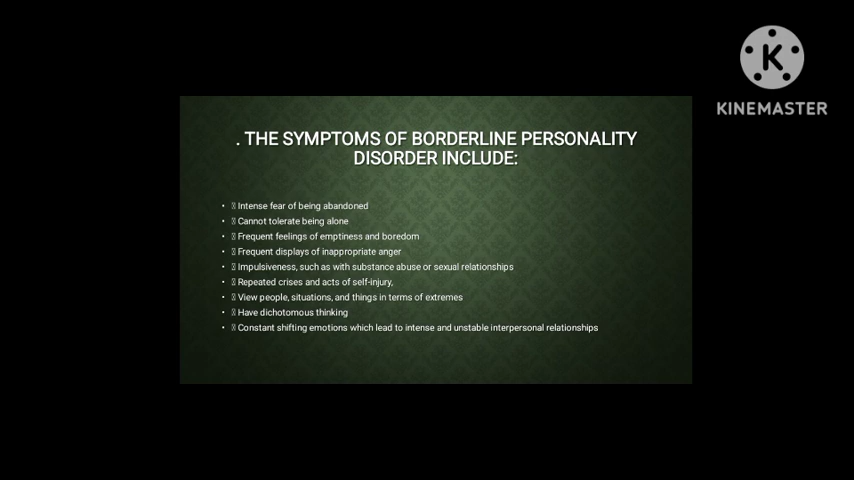 KINEMASTER
. THE SYMPTOMS OF BORDERLINE PERSONALITY
DISORDER INCLUDE:
• Intense fear of being abandoned
• Cannot tolerate being alone
• Frequent feelings of emptiness and boredom
• Frequent displays of inappropriate anger
• Impulsiveness, such as with substance abuse or sexual relationships
• Repeated crises and acts of self-injury,
• View people, situations, and things in terms of extremes
• Have dichotomous thinking
• Constant shifting emotions which lead to intense and unstable interpersonal relationships